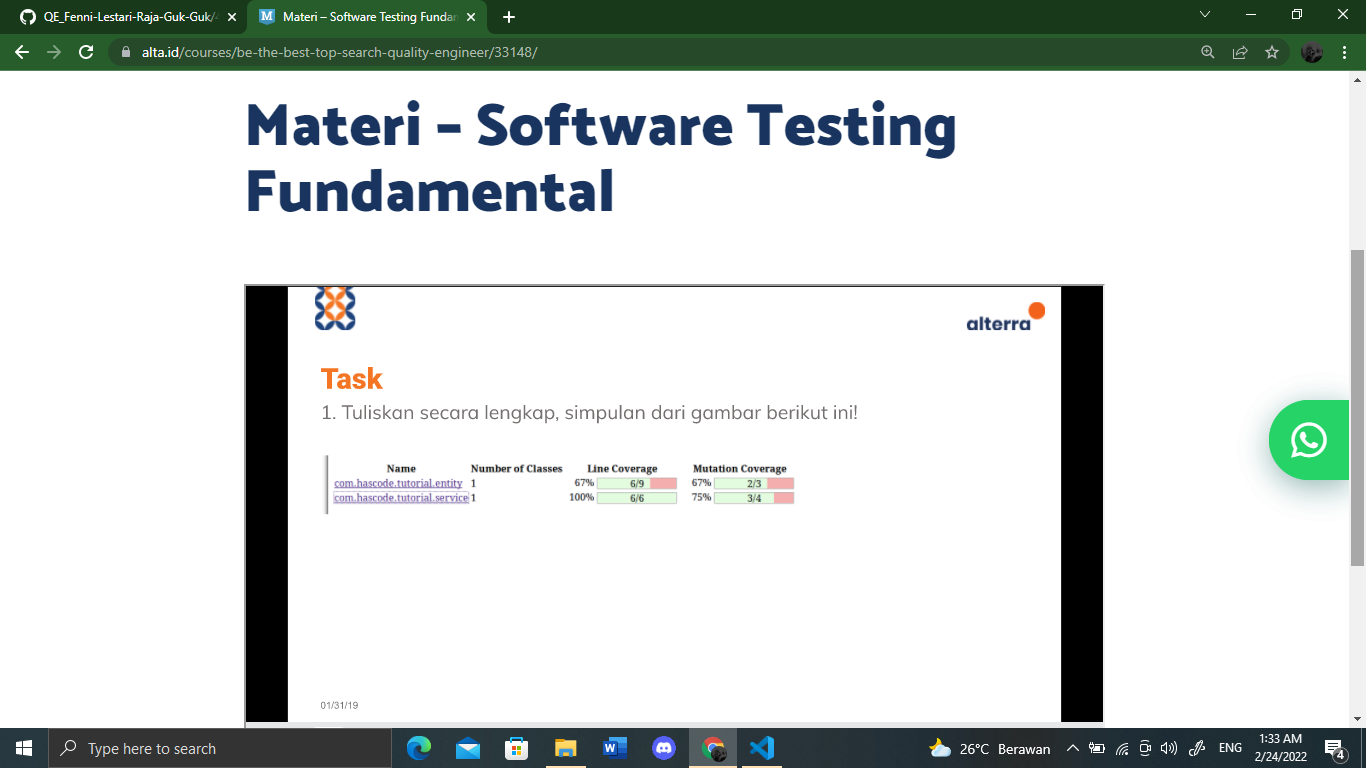 QE_Fenni-Lestari-Raja-Guk-Guk/
Materi – Software Testing Fundam
alta.id/courses/be-the-best-top-search-quality-engineer/33148/
Materi – Software Testing
Fundamental
alterra
Task
1. Tuliskan secara lengkap, simpulan dari gambar berikut ini!
Name Number of Classes Line Coverage Mutation Coverage
com.hascode.tutorial.entity 1 67% 6/9 67% 2/3
com.hascode.tutorial.service 1 100% 6/6 75% 3/4
01/31/19
Type here to search
26°C Berawan
ENG
1:33 AM
2/24/2022
4